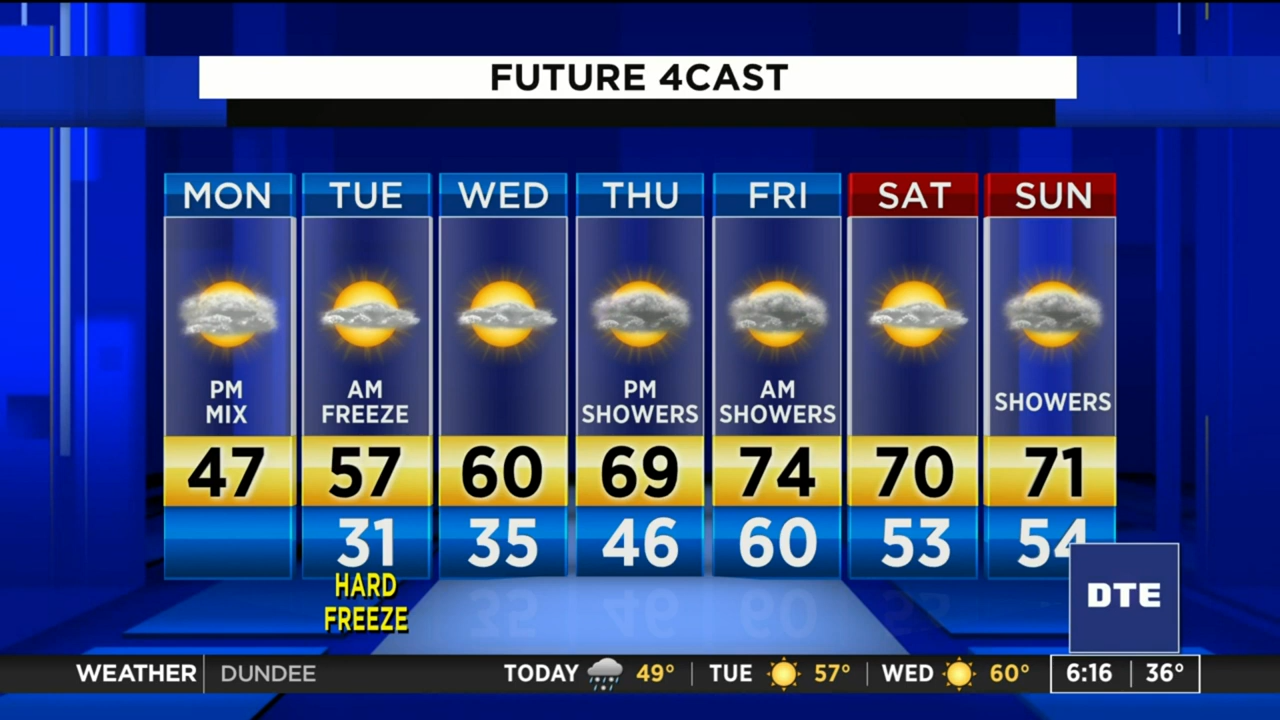 FUTURE 4CAST
MON TUE WED THU FRI SAT SUN
PM
MIX
AM
FREEZE
PM
SHOWERS
AM
SHOWERS
SHOWERS
47 57 60 69 74 70 71
31 35 46 60 53 54
HARD
FREEZE
DTE
WEATHER DUNDEE TODAY 49° TUE 57° WED 60° 6:16 36°